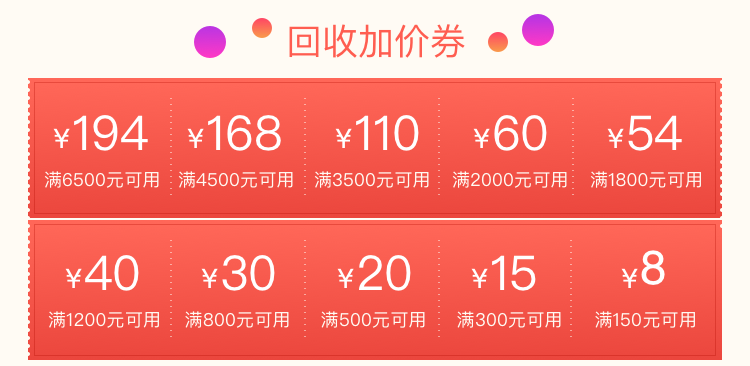 回收加价券
¥194 ¥168 ¥110 ¥60 ¥54
满6500元可用 满4500元可用 满3500元可用 满2000元可用 满1800元可用
¥40 ¥30 ¥20 ¥15 ¥8
满1200元可用 满800元可用 满500元可用 满300元可用 满150元可用